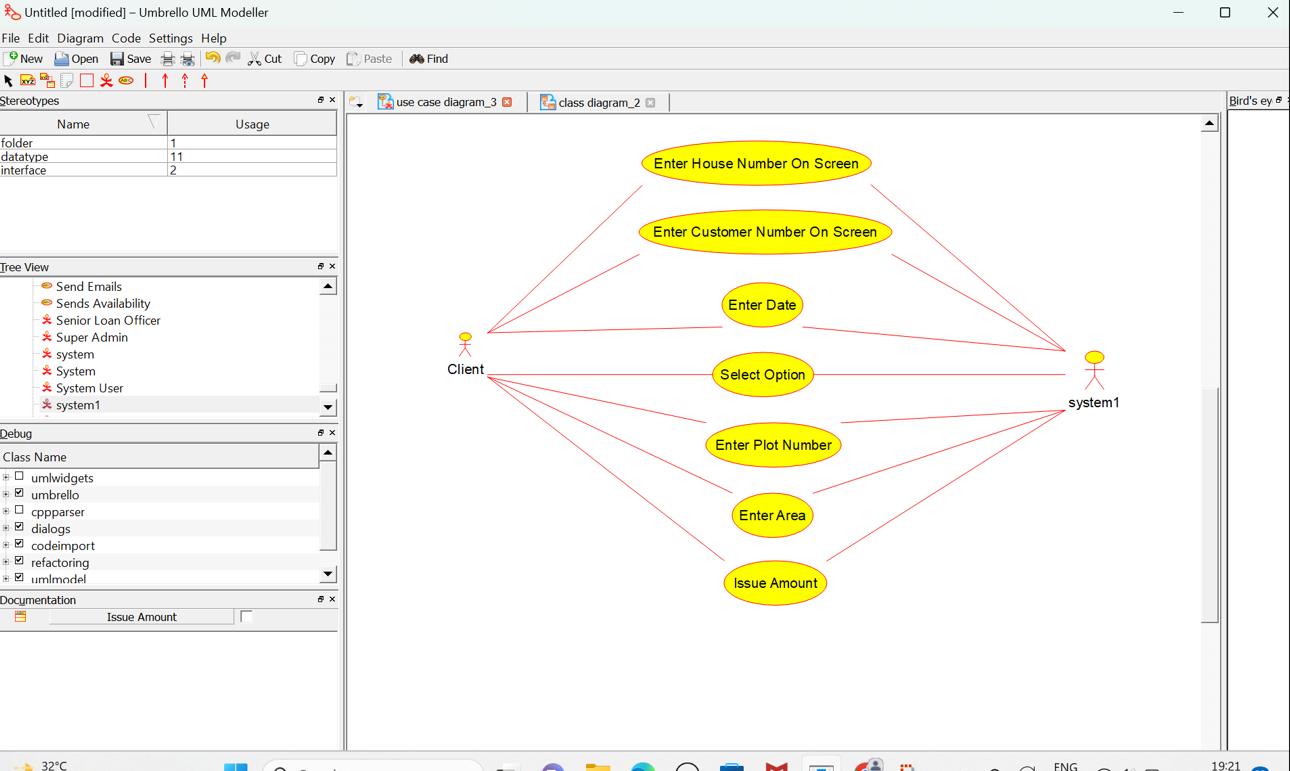 Untitled [modified] – Umbrello UML Modeller
File Edit Diagram Code Settings Help
New Open Save Cut Copy Paste Find
XYZ ABC
Stereotypes
Name Usage
folder 1
datatype 11
interface 2
Tree View
Send Emails
Sends Availability
Senior Loan Officer
Super Admin
system
System
System User
system1
Debug
Class Name
umlwidgets
umbrello
cppparser
dialogs
codeimport
refactoring
umlmodel
Documentation
Issue Amount
use case diagram_3 class diagram_2
Bird's ey
Enter House Number On Screen
Enter Customer Number On Screen
Enter Date
Client
Select Option
system1
Enter Plot Number
Enter Area
Issue Amount
32°C
ENG
19:21